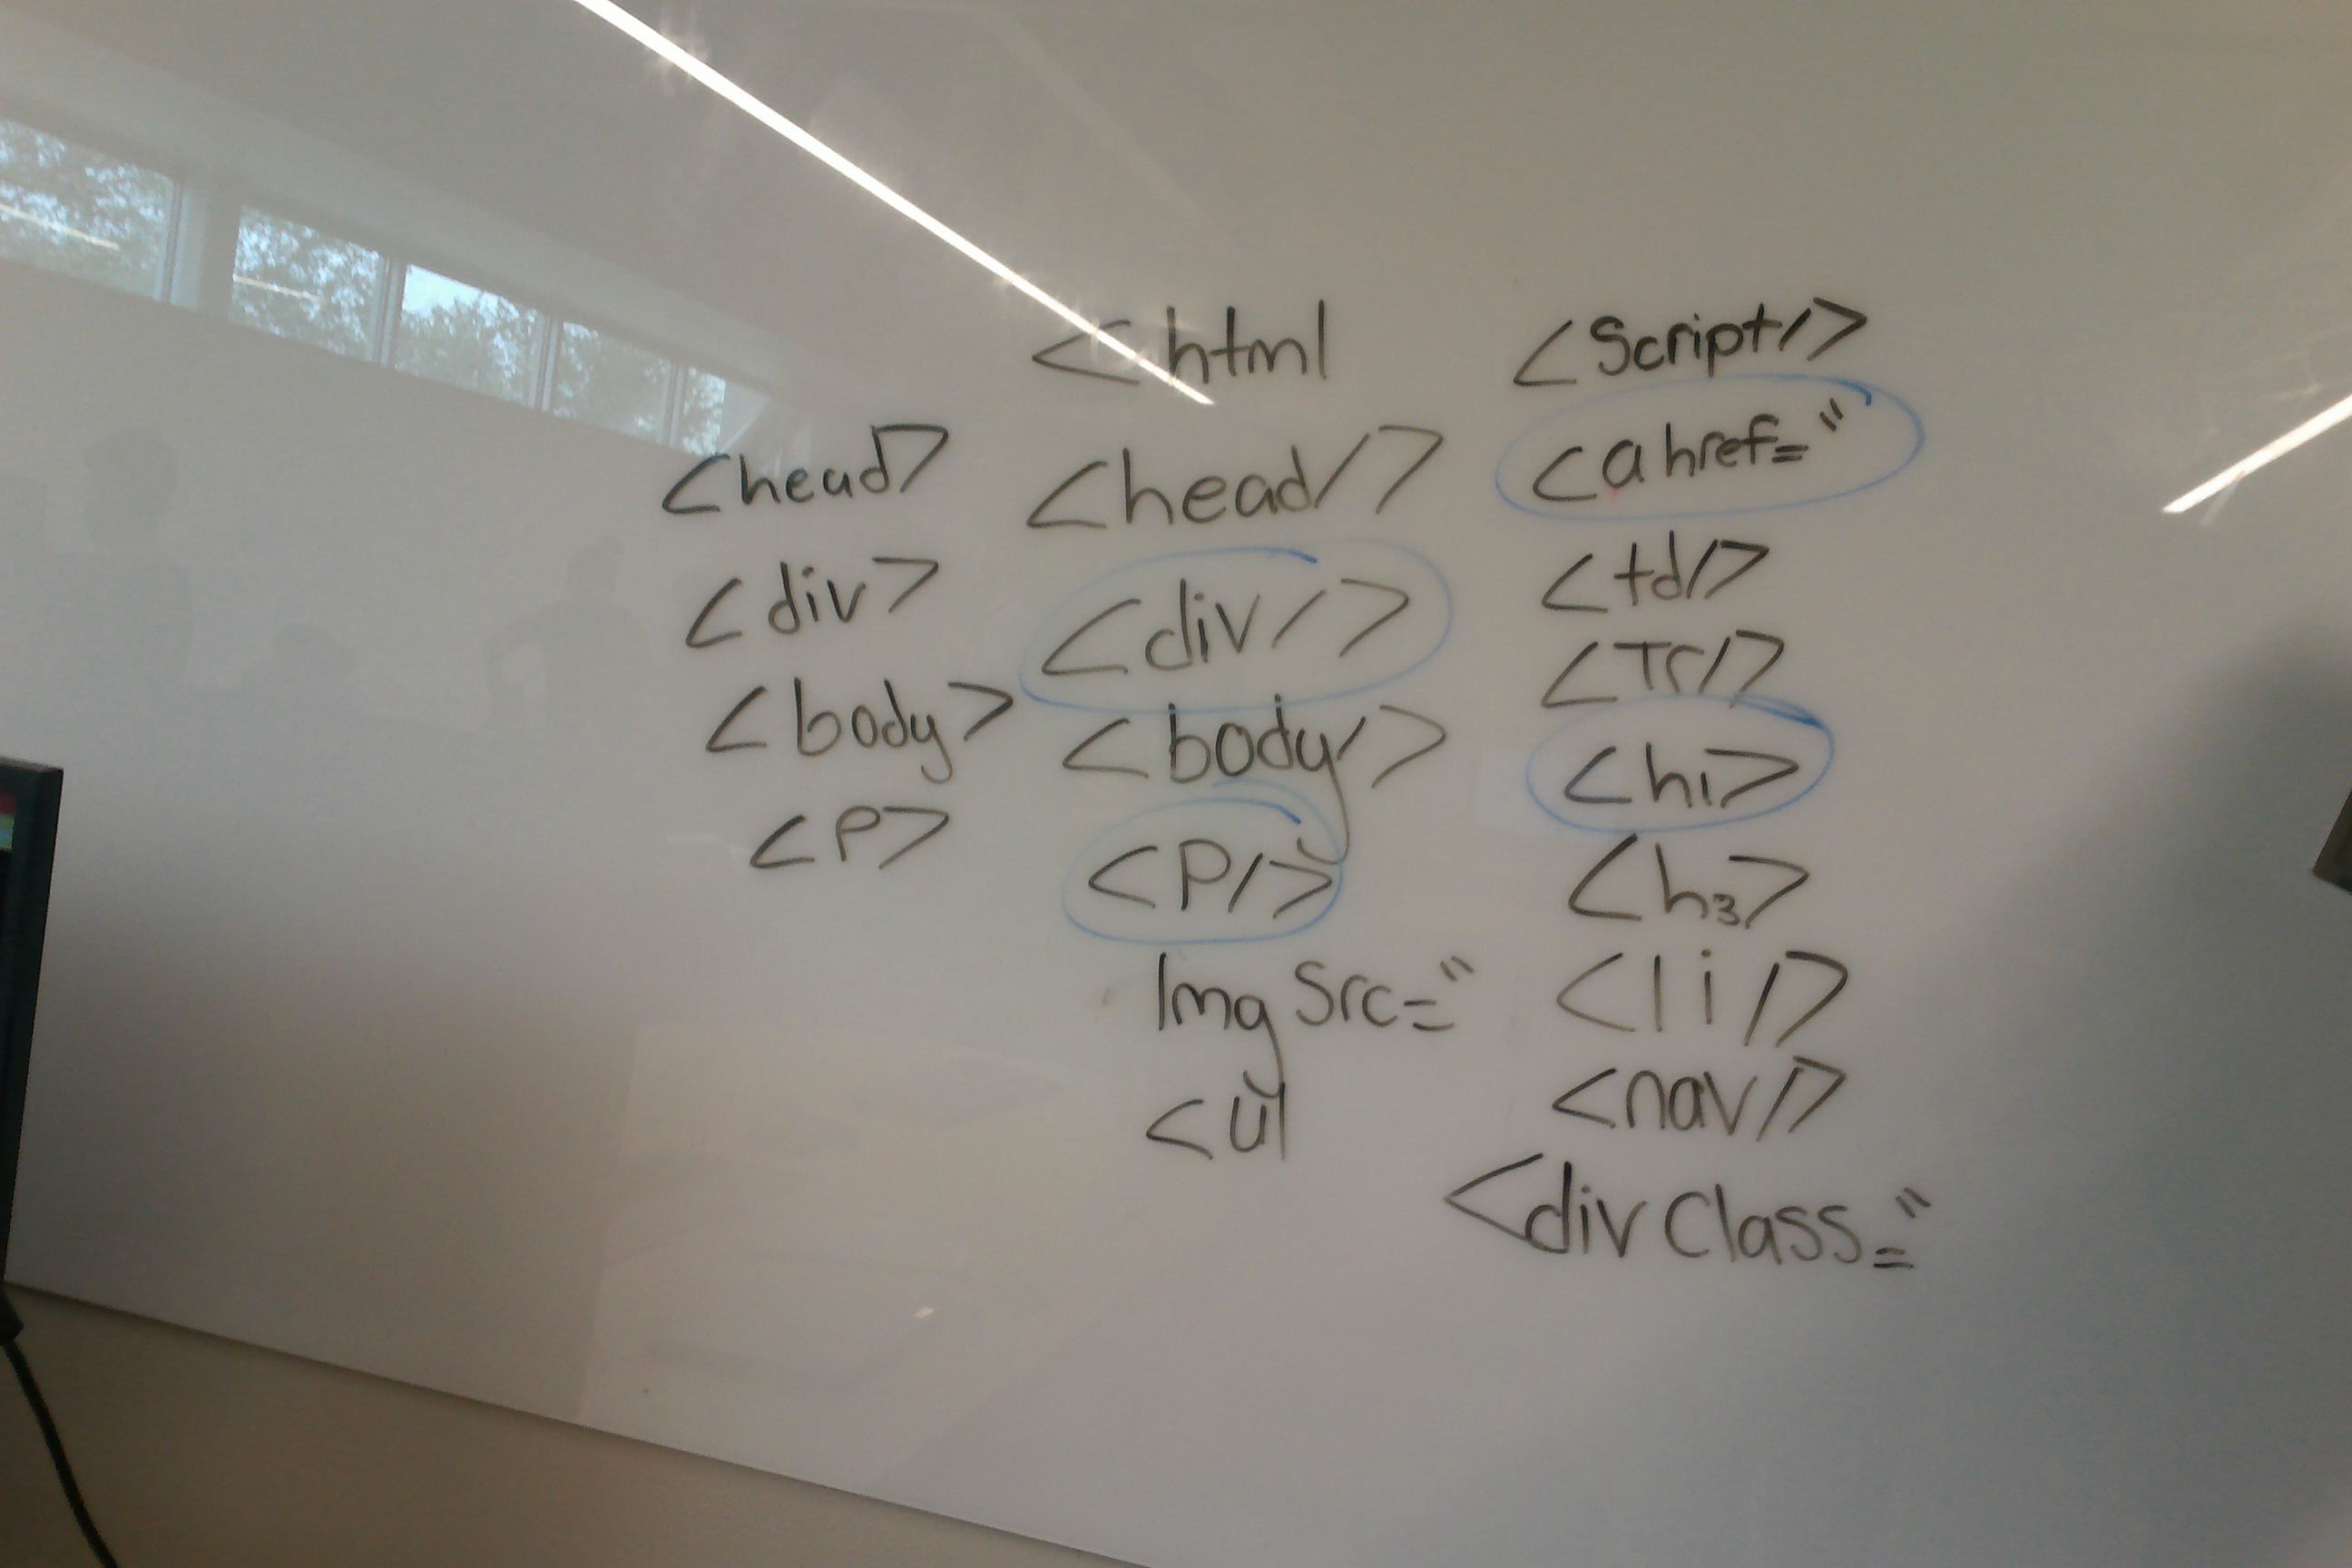 <head>
<div>
<body>
<P>
<html
<head/>
<div/>
<body/>
<P/>
Img Src="
<ul
<Script/>
<a href="
<td/>
<Tr/>
<h1>
<h3>
<li/>
<nav/>
<div Class="